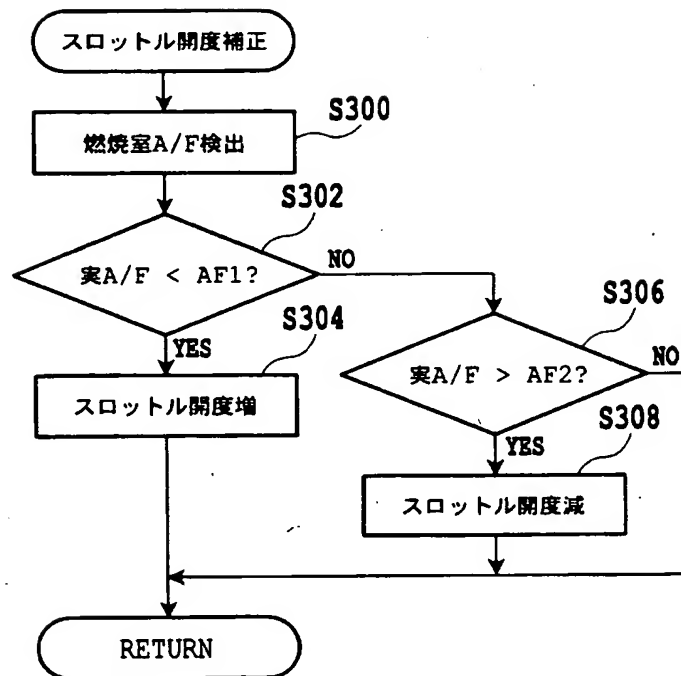 スロットル開度補正
S300
燃焼室A/F検出
S302
実A/F < AF1?
NO
S304
YES
スロットル開度増
S306
実A/F > AF2?
NO
S308
YES
スロットル開度減
RETURN